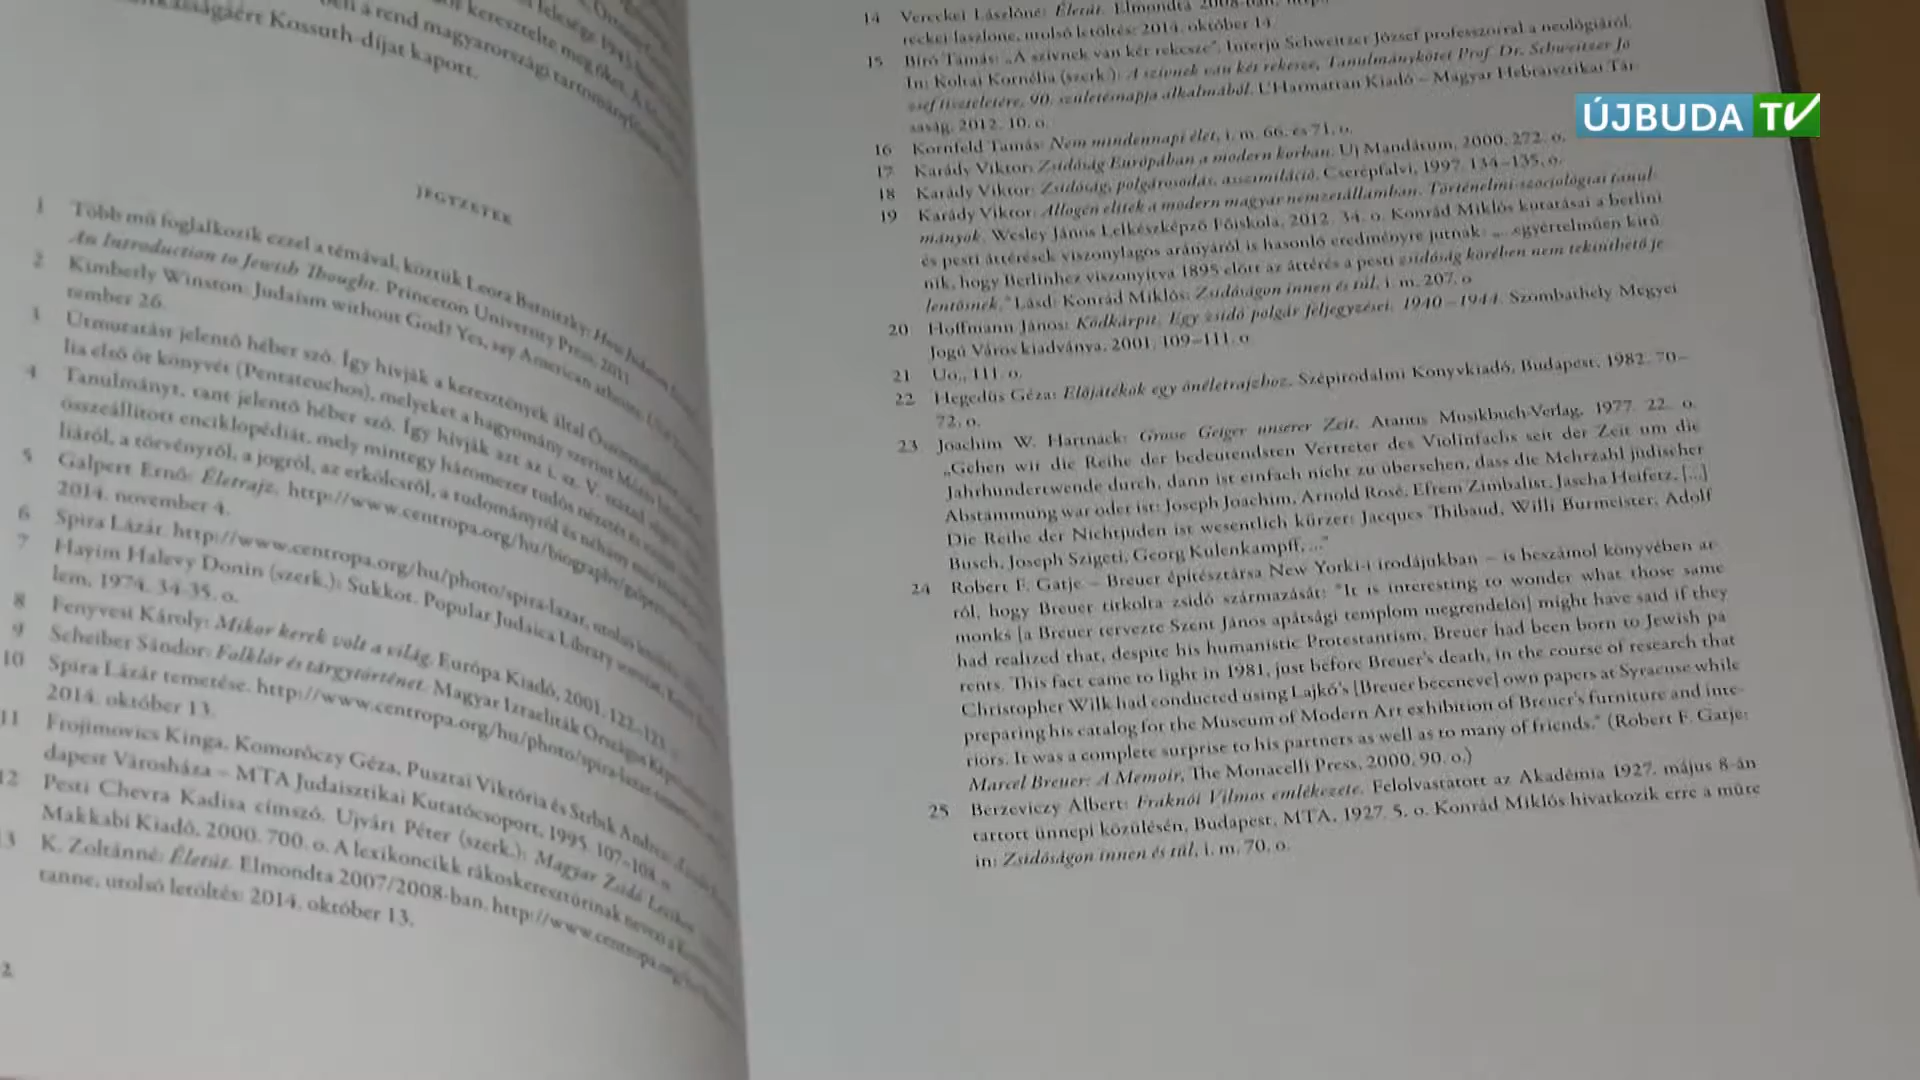 ÚJBUDA TV
munkásságáért Kossuth-díjat kapott.
JEGYZETEK
1 Több mű foglalkozik ezzel a témával, köztük Leora Batnitzky: How
An Introduction to Jewish Thought. Princeton University Press, 2011
2 Kimberly Winston: Judaism without God? Yes, say American atheists.
tember 26.
3 Útmutatást jelentő héber szó. Így hívják a keresztények által
lia első öt könyvét (Pentateuchos), melyeket a hagyomány szerint
4 Tanulmányt, tant jelentő héber szó. Így hívják azt az i. sz. V. század
összeállított enciklopédiát, mely mintegy háromezer tudós nézeteit
liáról, a törvényről, a jogról, az erkölcsről, a tudományról és néhány
5 Galpert Ernő: Életrajz. http://www.centropa.org/hu/biography/
2014. november 4.
6 Spira Lázár. http://www.centropa.org/hu/photo/spira-lazar, utolsó
7 Hayim Halevy Donin (szerk.): Sukkot. Popular Judaica Library
lem, 1974. 34-35. o.
8 Fenyvesi Károly: Mikor kerek volt a világ. Európa Kiadó, 2001. 122–123.
9 Scheiber Sándor: Folklór és tárgytörténet. Magyar Izraeliták Országos
10 Spira Lázár temetése. http://www.centropa.org/hu/photo/spira-lazar-
2014. október 13.
11 Frojimovics Kinga, Komoróczy Géza, Pusztai Viktória és Strbik Andrea:
dapest Városháza – MTA Judaisztikai Kutatócsoport, 1995. 107–108. o.
12 Pesti Chevra Kadisa címszó. Ujvári Péter (szerk.): Magyar Zsidó Lexikon.
Makkabi Kiadó, 2000. 700. o. A lexikoncikk rákoskeresztúrinak nevezi a
13 K. Zoltánné: Életút. Elmondta 2007/2008-ban. http://www.centropa.org/
tanne, utolsó letöltés: 2014. október 13.
2
14 Vereckei Lászlóné: Életút. Elmondta 2008-ban,
reckei-laszlone, utolsó letöltés: 2014. október 14.
15 Bíró Tamás: „A szívnek van két rekesze”. Interjú Schweitzer József professzorral a neológiáról.
In: Koltai Kornélia (szerk.): A szívnek van két rekesze, Tanulmánykötet Prof. Dr. Schweitzer Jó
zsef tiszteletére, 90. születésnapja alkalmából. L'Harmattan Kiadó – Magyar Hebraisztikai Tár
saság, 2012. 10. o.
16 Kornfeld Tamás: Nem mindennapi élet, i. m. 66. és 71. o.
17 Karády Viktor: Zsidóság Európában a modern korban. Új Mandátum, 2000. 272. o.
18 Karády Viktor: Zsidóság, polgárosodás, asszimiláció. Cserépfalvi, 1997. 134–135. o.
19 Karády Viktor: Allogén elitek a modern magyar nemzetállamban. Történelmi-szociológiai tanul
mányok. Wesley János Lelkészképző Főiskola, 2012. 34. o. Konrád Miklós kutatásai a berlini
és pesti áttérések viszonylagos arányáról is hasonló eredményre jutnak: „...egyértelműen kitű
nik, hogy Berlinhez viszonyítva 1895 előtt az áttérés a pesti zsidóság körében nem tekinthető je
lentősnek.” Lásd: Konrád Miklós: Zsidóságon innen és túl, i. m. 207. o
20 Hoffmann János: Ködkárpit. Egy zsidó polgár feljegyzései. 1940–1944. Szombathely Megyei
Jogú Város kiadványa, 2001. 109–111. o
21 Uo., 111. o.
22 Hegedüs Géza: Előjátékok egy önéletrajzhoz. Szépirodalmi Könyvkiadó, Budapest, 1982. 70–
72. o.
23 Joachim W. Hartnack: Grosse Geiger unserer Zeit. Atantis Musikbuch-Verlag, 1977. 22. o.
„Gehen wir die Reihe der bedeutendsten Vertreter des Violinfachs seit der Zeit um die
Jahrhundertwende durch, dann ist einfach nicht zu übersehen, dass die Mehrzahl jüdischer
Abstammung war oder ist: Joseph Joachim, Arnold Rosé, Efrem Zimbalist, Jascha Heifetz, [...]
Die Reihe der Nichtjuden ist wesentlich kürzer: Jacques Thibaud, Willi Burmeister, Adolf
Busch, Joseph Szigeti, Georg Kulenkampff, ...”
24 Robert F. Gatje – Breuer építésztársa New York-i irodájukban – is beszámol könyvében ar
ról, hogy Breuer titkolta zsidó származását: "It is interesting to wonder what those same
monks [a Breuer tervezte Szent János apátsági templom megrendelői] might have said if they
had realized that, despite his humanistic Protestantism, Breuer had been born to Jewish pa
rents. This fact came to light in 1981, just before Breuer's death, in the course of research that
Christopher Wilk had conducted using Lajkó's [Breuer beceneve] own papers at Syracuse while
preparing his catalog for the Museum of Modern Art exhibition of Breuer's furniture and inte-
riors. It was a complete surprise to his partners as well as to many of friends." (Robert F. Gatje:
Marcel Breuer: A Memoir, The Monacelli Press, 2000, 90. o.)
25 Berzeviczy Albert: Fraknói Vilmos emlékezete. Felolvastatott az Akadémia 1927. május 8-án
tartott ünnepi közülésén, Budapest, MTA, 1927. 5. o. Konrád Miklós hivatkozik erre a műre
in: Zsidóságon innen és túl, i. m. 70. o.